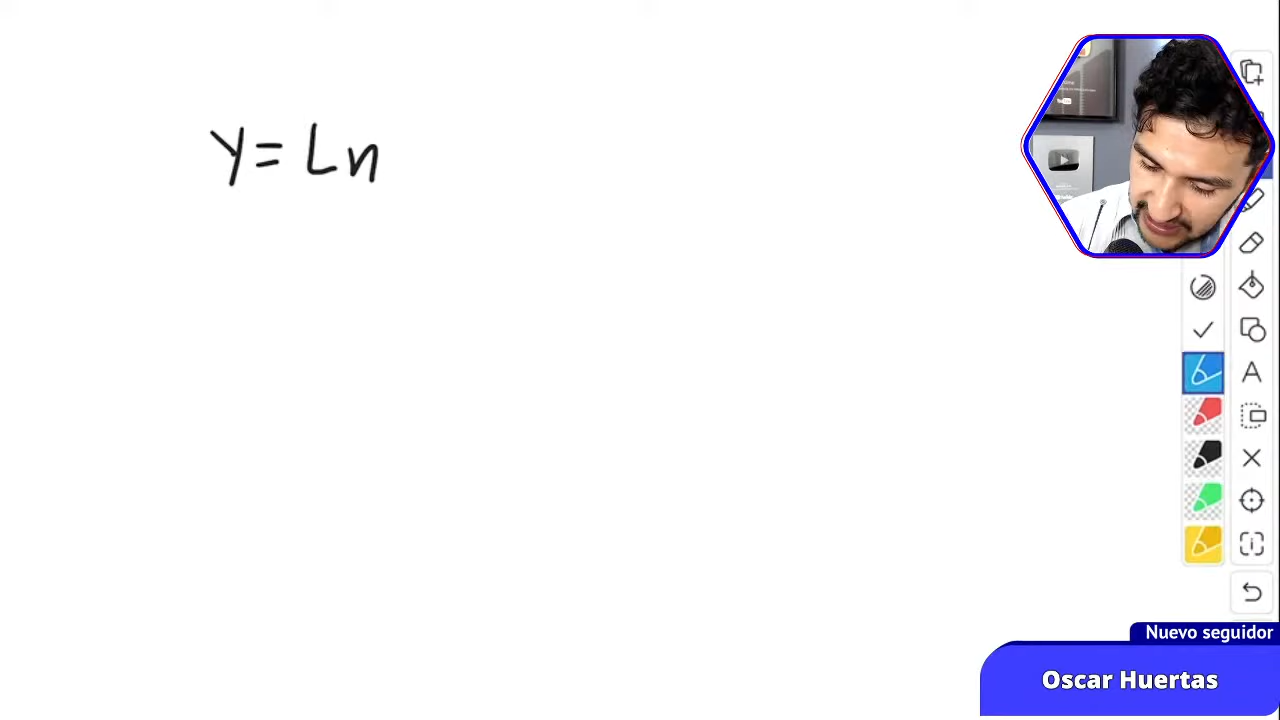 y = Ln
Nuevo seguidor
Oscar Huertas